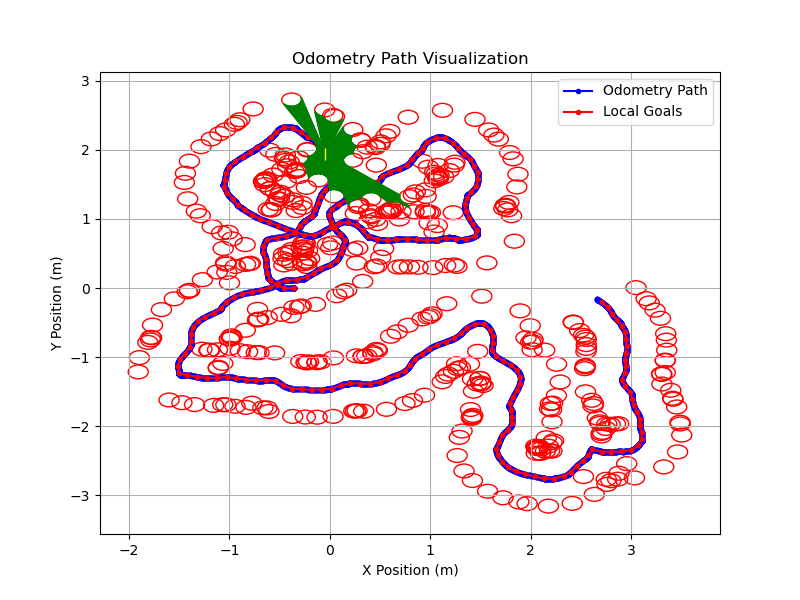 Odometry Path Visualization
Odometry Path
Local Goals
Y Position (m)
3
2
1
0
−1
−2
−3
−2
−1
0
1
2
3
X Position (m)